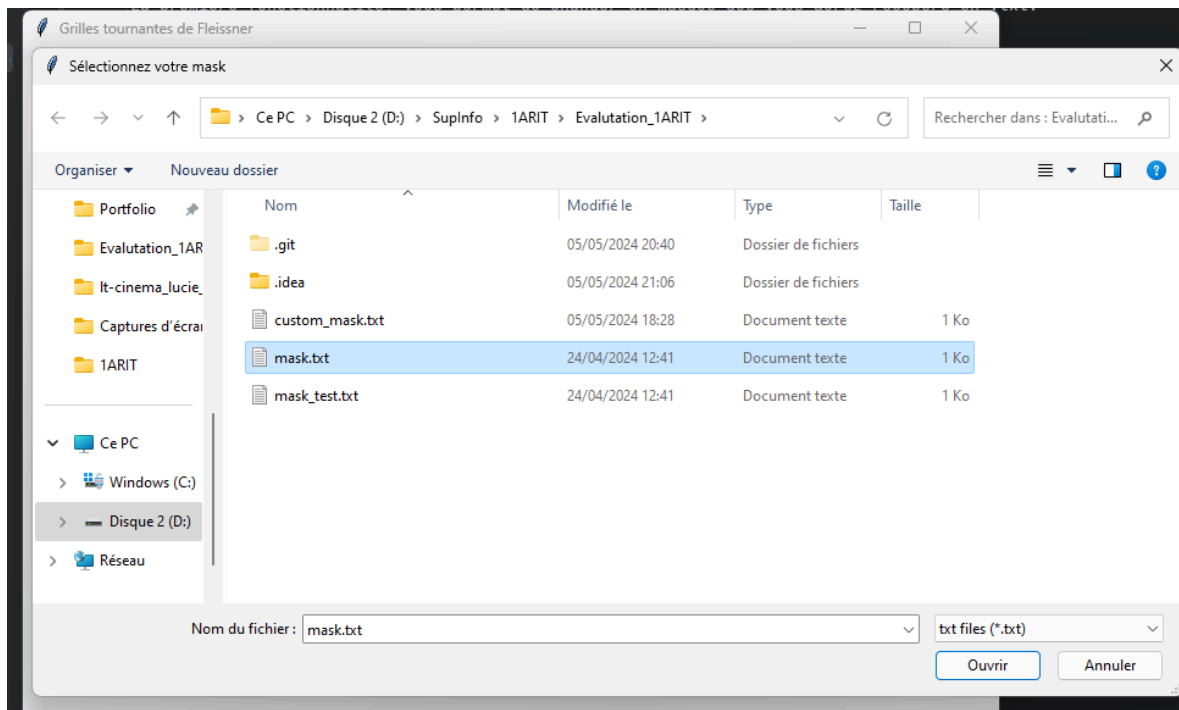 Grilles tournantes de Fleissner
Sélectionnez votre mask
Ce PC > Disque 2 (D:) > SupInfo > 1ARIT > Evalutation_1ARIT >
Rechercher dans : Evalutati...
Organiser
Nouveau dossier
Portfolio
Evalutation_1AR
It-cinema_lucie_
Captures d'écrar
1ARIT
Ce PC
Windows (C:)
Disque 2 (D:)
Réseau
Nom Modifié le Type Taille
.git 05/05/2024 20:40 Dossier de fichiers
.idea 05/05/2024 21:06 Dossier de fichiers
custom_mask.txt 05/05/2024 18:28 Document texte 1 Ko
mask.txt 24/04/2024 12:41 Document texte 1 Ko
mask_test.txt 24/04/2024 12:41 Document texte 1 Ko
Nom du fichier : mask.txt
txt files (*.txt)
Ouvrir
Annuler